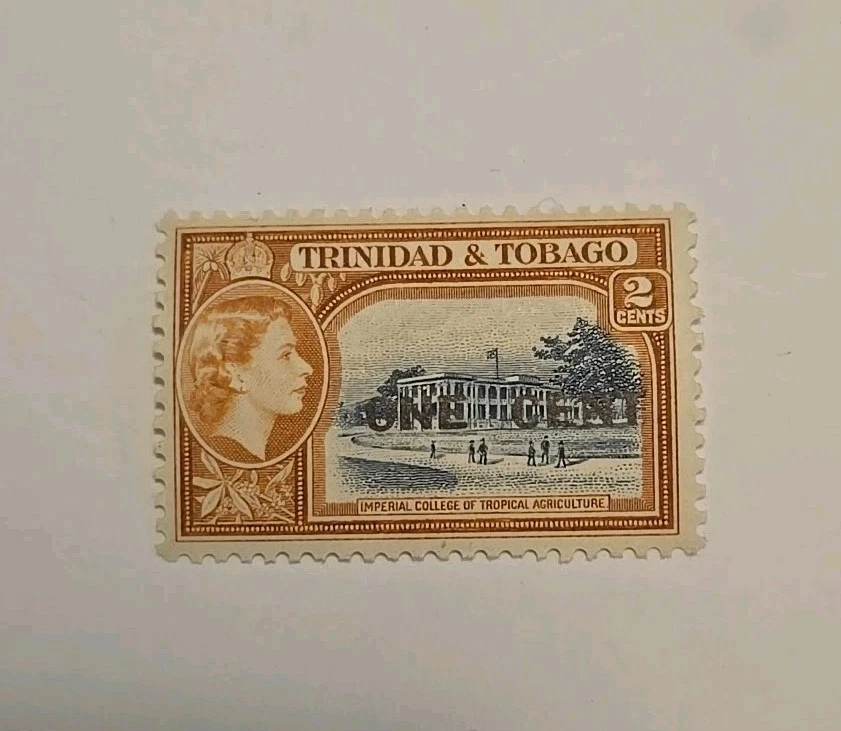 TRINIDAD & TOBAGO
2
CENTS
ONE CENT
IMPERIAL COLLEGE OF TROPICAL AGRICULTURE